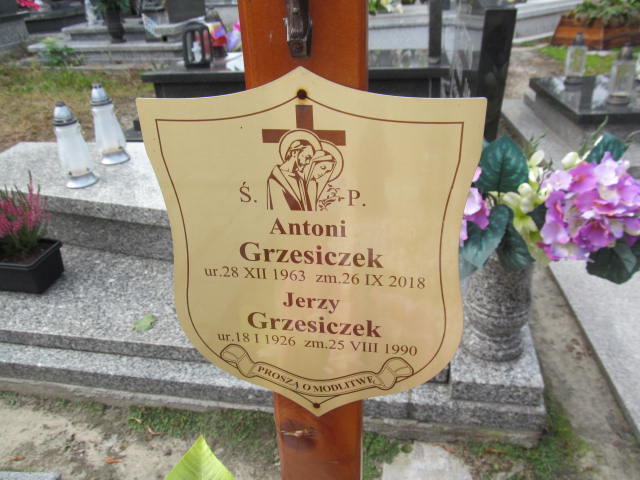 Ś. P.
Antoni
Grzesiczek
ur.28 XII 1963 zm.26 IX 2018
Jerzy
Grzesiczek
ur.18 I 1926 zm.25 VIII 1990
PROSZĄ O MODLITWĘ